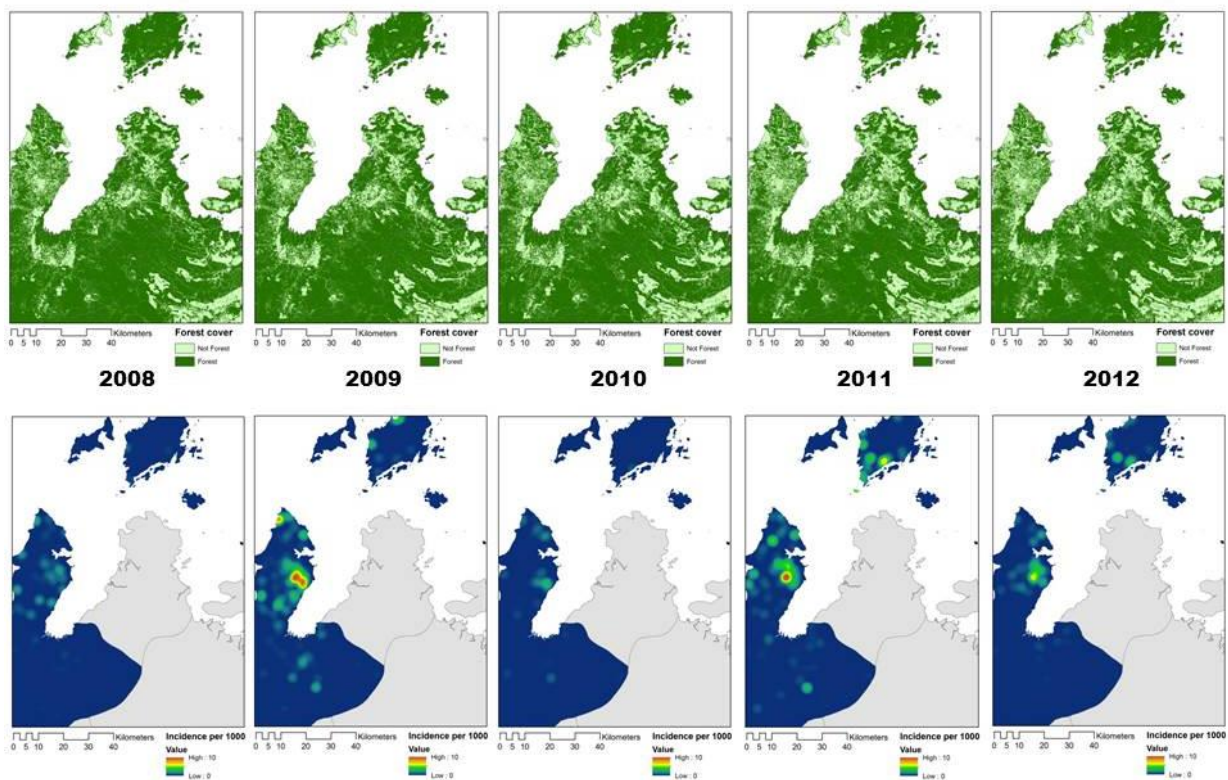 Kilometers
0 5 10 20 30 40
Forest cover
Not Forest
Forest
Kilometers
0 5 10 20 30 40
Forest cover
Not Forest
Forest
Kilometers
0 5 10 20 30 40
Forest cover
Not Forest
Forest
Kilometers
0 5 10 20 30 40
Forest cover
Not Forest
Forest
Kilometers
0 5 10 20 30 40
Forest cover
Not Forest
Forest
2008 2009 2010 2011 2012
Kilometers
0 5 10 20 30 40
Incidence per 1000
Value
High : 10
Low : 0
Kilometers
0 5 10 20 30 40
Incidence per 1000
Value
High : 10
Low : 0
Kilometers
0 5 10 20 30 40
Incidence per 1000
Value
High : 10
Low : 0
Kilometers
0 5 10 20 30 40
Incidence per 1000
Value
High : 10
Low : 0
Kilometers
0 5 10 20 30 40
Incidence per 1000
Value
High : 10
Low : 0